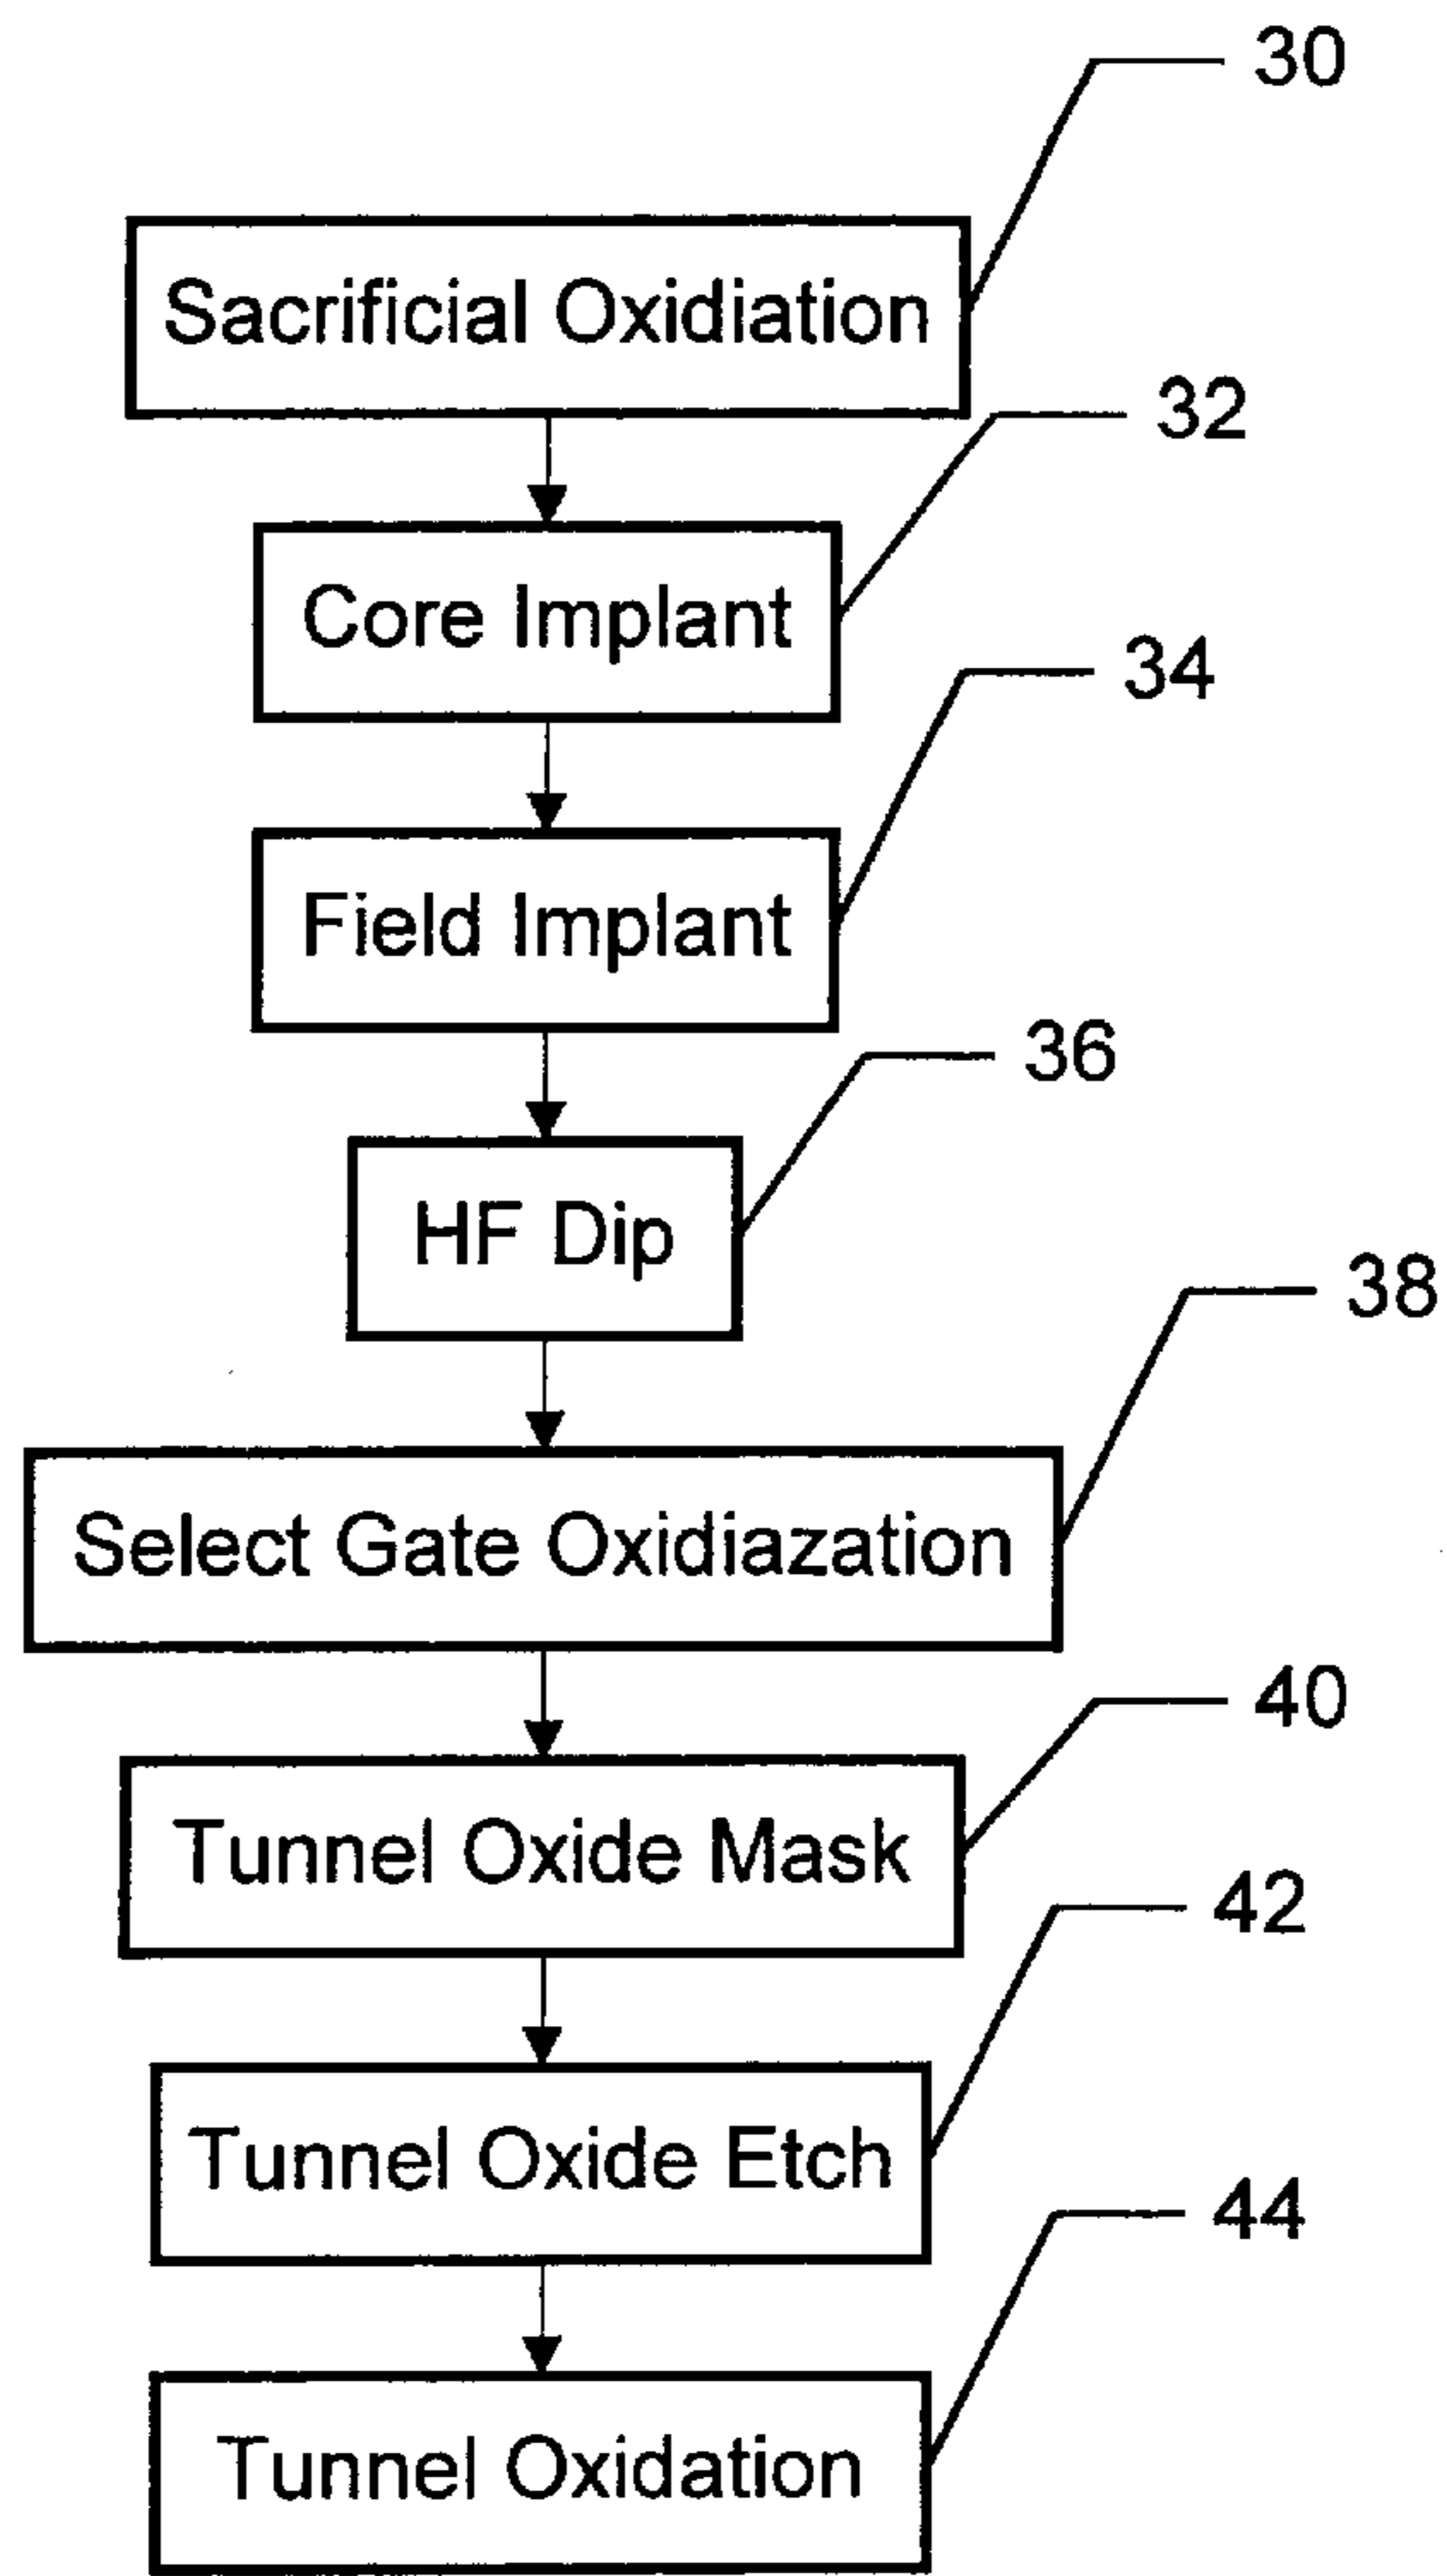 30
Sacrificial Oxidiation
32
Core Implant
34
Field Implant
36
HF Dip
38
Select Gate Oxidiazation
40
Tunnel Oxide Mask
42
Tunnel Oxide Etch
44
Tunnel Oxidation